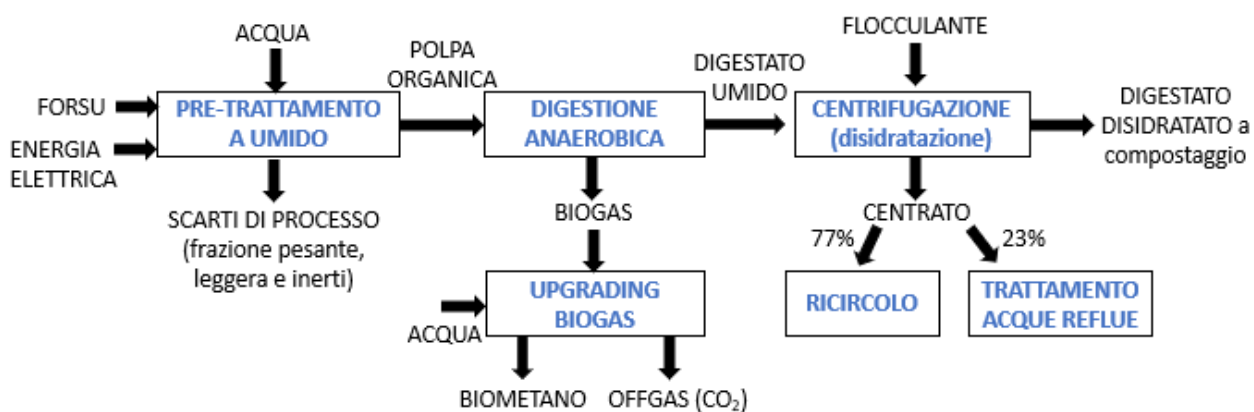 ACQUA
FORSU
ENERGIA
ELETTRICA
PRE-TRATTAMENTO
A UMIDO
SCARTI DI PROCESSO
(frazione pesante,
leggera e inerti)
POLPA
ORGANICA
DIGESTIONE
ANAEROBICA
BIOGAS
ACQUA
UPGRADING
BIOGAS
BIOMETANO
OFFGAS (CO₂)
DIGESTATO
UMIDO
FLOCCULANTE
CENTRIFUGAZIONE
(disidratazione)
DIGESTATO
DISIDRATATO a
compostaggio
CENTRATO
77%
23%
RICIRCOLO
TRATTAMENTO
ACQUE REFLUE